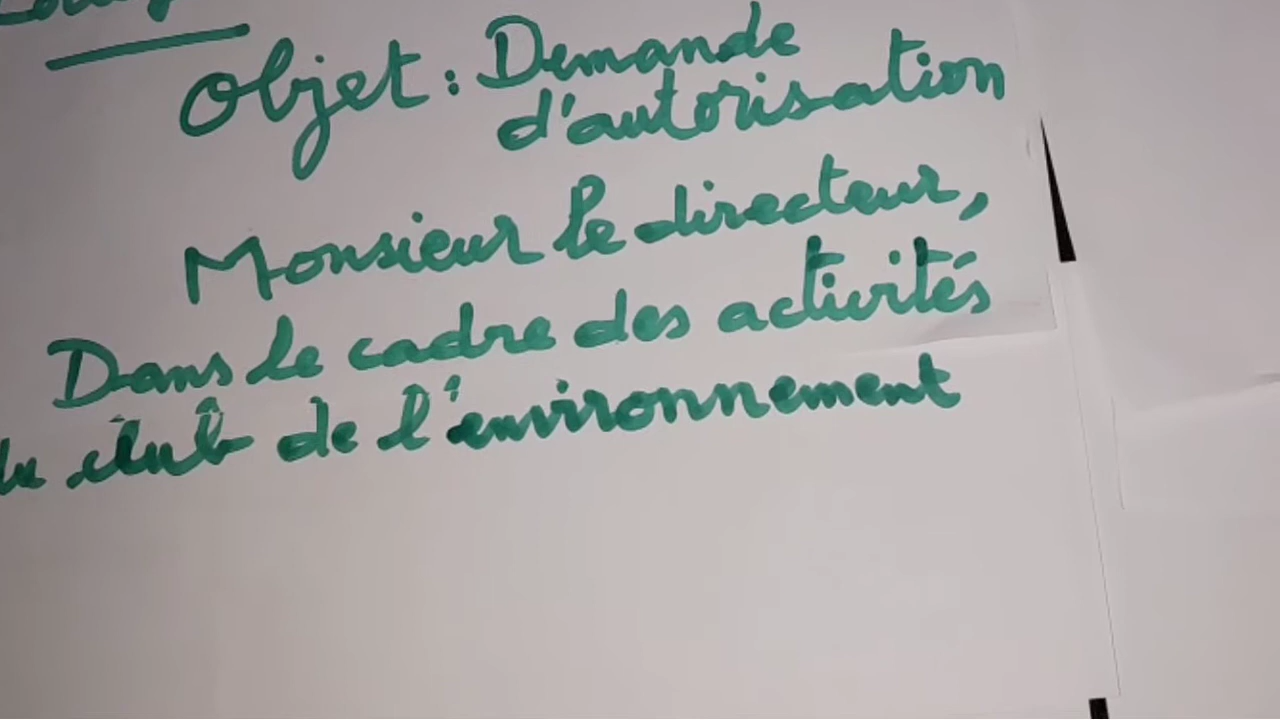 Objet : Demande
d'autorisation
Monsieur le directeur,
Dans le cadre des activités
du club de l'environnement